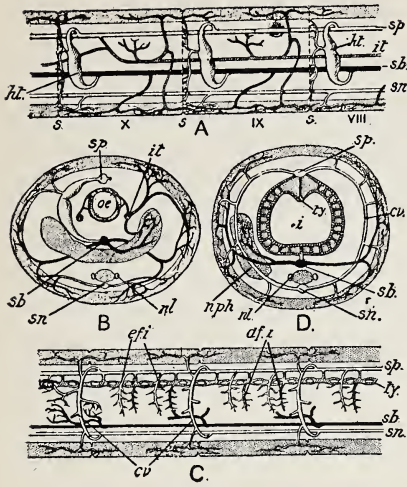 sp
ht.
it
sb.
sn
ht.
s.
X
s
IX
s.
VIII
A
sp
it
oe
sb
sn
nl
B
sp.
cv.
i
ty.
nph
nl.
sb.
sn.
D.
ef.i
af.i
sp.
ty.
sb
sn.
cv
C.